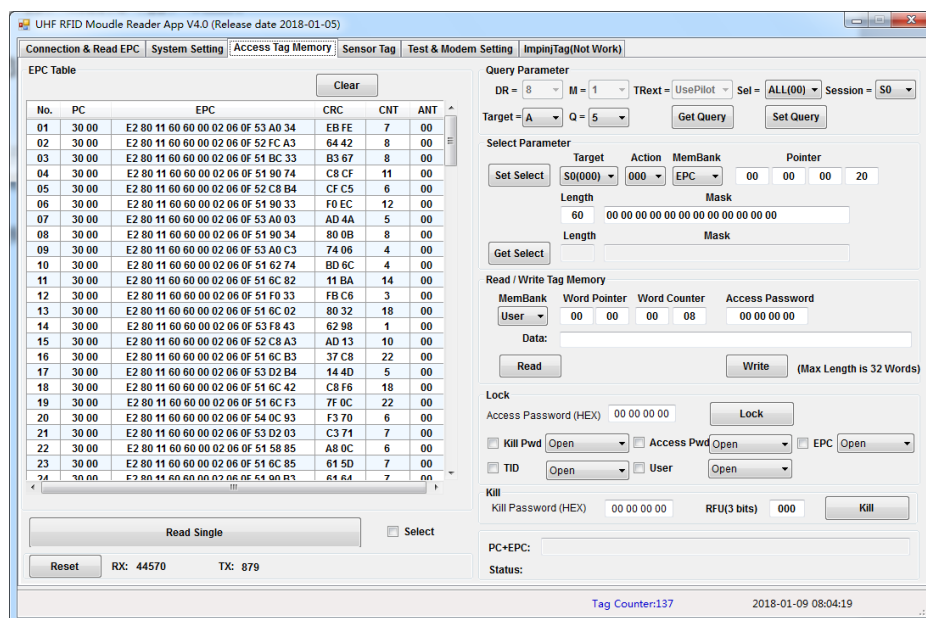 UHF RFID Moudle Reader App V4.0 (Release date 2018-01-05)
Connection & Read EPC System Setting Access Tag Memory Sensor Tag Test & Modem Setting ImpinjTag(Not Work)
EPC Table
Clear
No. PC EPC CRC CNT ANT
01 30 00 E2 80 11 60 60 00 02 06 0F 53 A0 34 EB FE 7 00
02 30 00 E2 80 11 60 60 00 02 06 0F 52 FC A3 64 42 8 00
03 30 00 E2 80 11 60 60 00 02 06 0F 51 BC 33 B3 67 8 00
04 30 00 E2 80 11 60 60 00 02 06 0F 51 90 74 C8 CF 11 00
05 30 00 E2 80 11 60 60 00 02 06 0F 52 C8 B4 CF C5 6 00
06 30 00 E2 80 11 60 60 00 02 06 0F 51 90 33 F0 EC 12 00
07 30 00 E2 80 11 60 60 00 02 06 0F 53 A0 03 AD 4A 5 00
08 30 00 E2 80 11 60 60 00 02 06 0F 51 90 34 80 0B 8 00
09 30 00 E2 80 11 60 60 00 02 06 0F 53 A0 C3 74 06 4 00
10 30 00 E2 80 11 60 60 00 02 06 0F 51 62 74 BD 6C 4 00
11 30 00 E2 80 11 60 60 00 02 06 0F 51 6C 82 11 BA 14 00
12 30 00 E2 80 11 60 60 00 02 06 0F 51 F0 33 FB C6 3 00
13 30 00 E2 80 11 60 60 00 02 06 0F 51 6C 02 80 32 18 00
14 30 00 E2 80 11 60 60 00 02 06 0F 53 F8 43 62 98 1 00
15 30 00 E2 80 11 60 60 00 02 06 0F 52 C8 A3 AD 13 10 00
16 30 00 E2 80 11 60 60 00 02 06 0F 51 6C B3 37 C8 22 00
17 30 00 E2 80 11 60 60 00 02 06 0F 53 D2 B4 14 4D 5 00
18 30 00 E2 80 11 60 60 00 02 06 0F 51 6C 42 C8 F6 18 00
19 30 00 E2 80 11 60 60 00 02 06 0F 51 6C F3 7F 0C 22 00
20 30 00 E2 80 11 60 60 00 02 06 0F 54 0C 93 F3 70 6 00
21 30 00 E2 80 11 60 60 00 02 06 0F 53 D2 03 C3 71 7 00
22 30 00 E2 80 11 60 60 00 02 06 0F 51 58 85 A8 0C 6 00
23 30 00 E2 80 11 60 60 00 02 06 0F 51 6C 85 61 5D 7 00
24 30 00 E2 80 11 60 60 00 02 06 0F 51 90 B3 61 64 7 00
Read Single Select
Reset RX: 44570 TX: 879
Query Parameter
DR = 8 M = 1 TRext = UsePilot Sel = ALL(00) Session = S0
Target = A Q = 5 Get Query Set Query
Select Parameter
Target Action MemBank Pointer
Set Select S0(000) 000 EPC 00 00 00 20
Length Mask
60 00 00 00 00 00 00 00 00 00 00 00 00
Length Mask
Get Select
Read / Write Tag Memory
MemBank Word Pointer Word Counter Access Password
User 00 00 00 08 00 00 00 00
Data:
Read Write (Max Length is 32 Words)
Lock
Access Password (HEX) 00 00 00 00 Lock
Kill Pwd Open Access Pwd Open EPC Open
TID Open User Open
Kill
Kill Password (HEX) 00 00 00 00 RFU(3 bits) 000 Kill
PC+EPC:
Status:
Tag Counter:137 2018-01-09 08:04:19